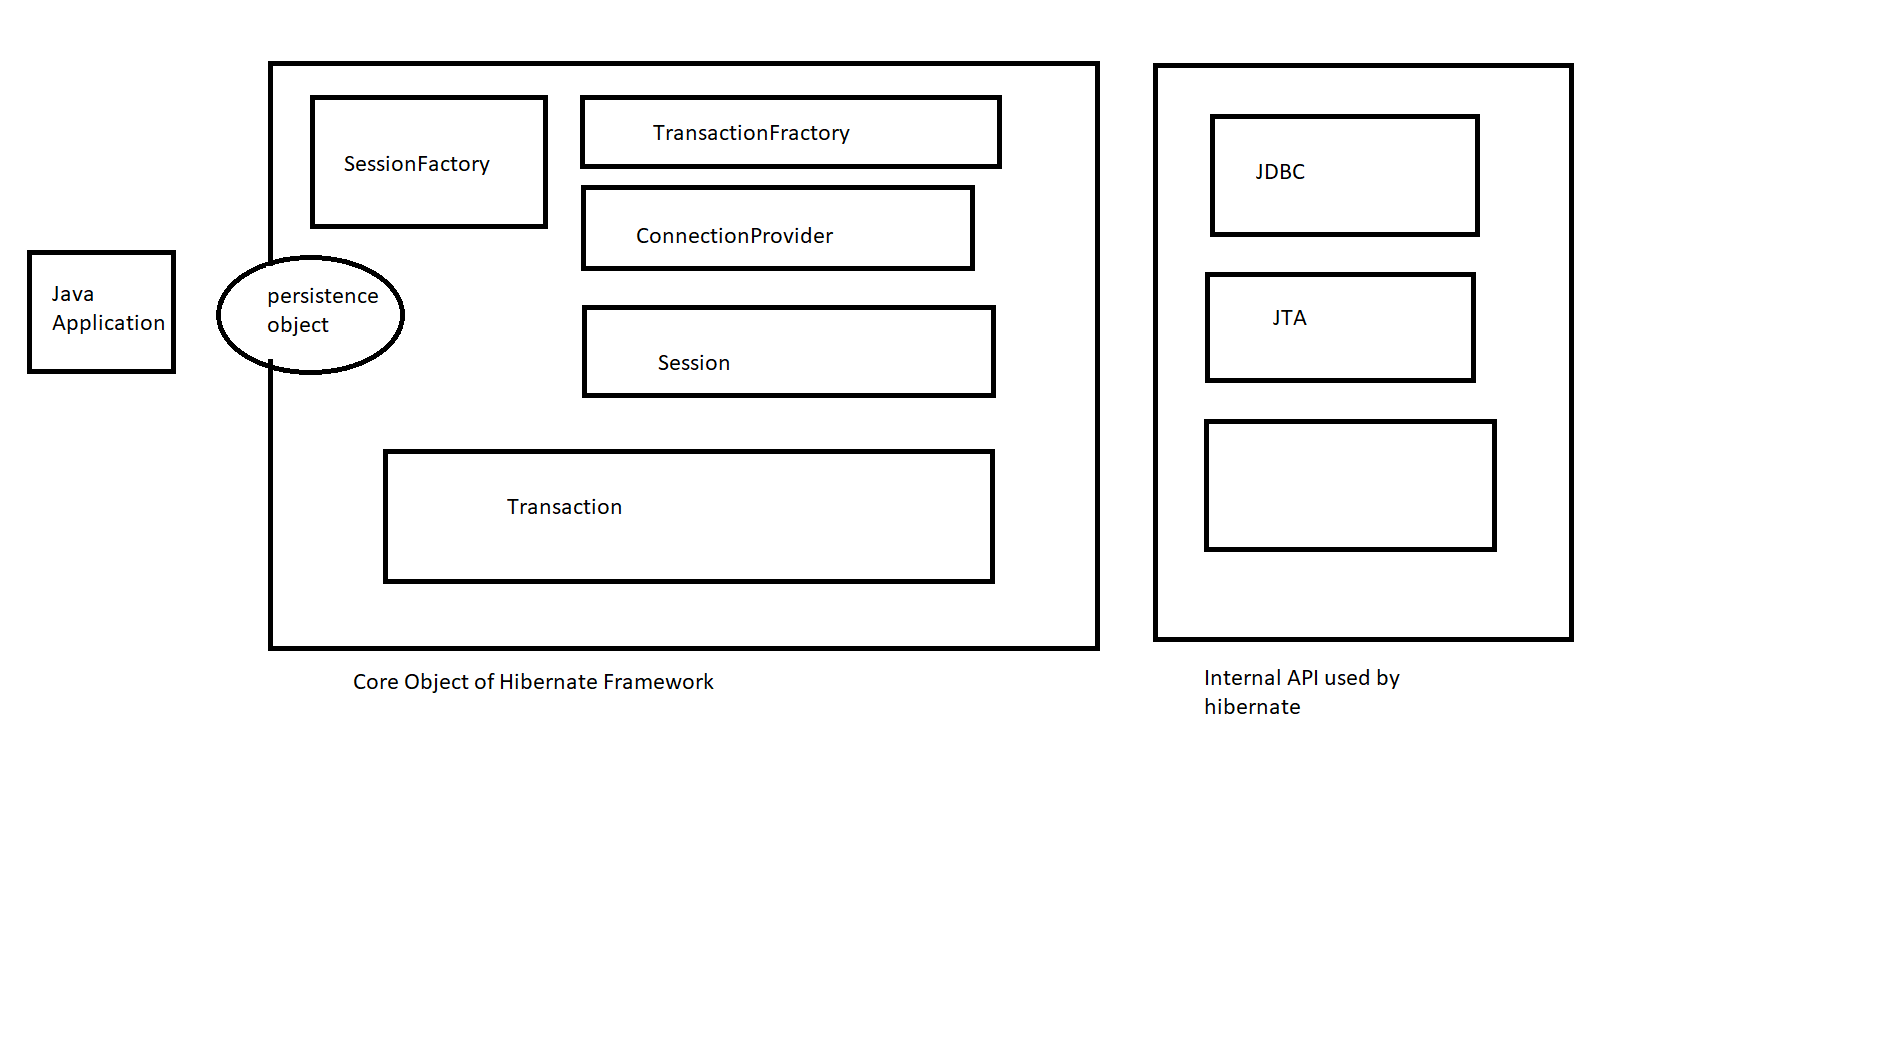 Java
Application
persistence
object
SessionFactory
TransactionFractory
ConnectionProvider
Session
Transaction
Core Object of Hibernate Framework
JDBC
JTA
Internal API used by
hibernate